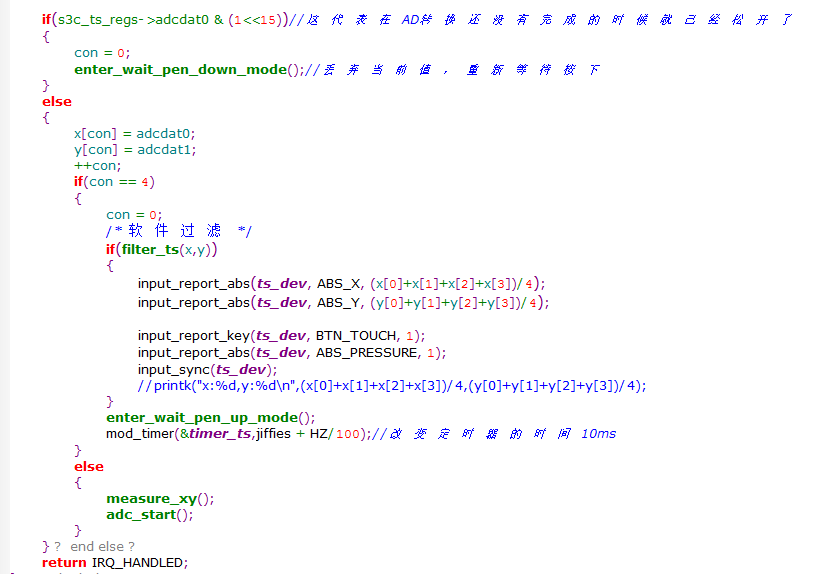 if(s3c_ts_regs->adcdat0 & (1<<15))//这代表在AD转换还没有完成的时候就已经松开了
{
con = 0;
enter_wait_pen_down_mode();//丢弃当前值，重新等待按下
}
else
{
x[con] = adcdat0;
y[con] = adcdat1;
++con;
if(con == 4)
{
con = 0;
/*软件过滤 */
if(filter_ts(x,y))
{
input_report_abs(ts_dev, ABS_X, (x[0]+x[1]+x[2]+x[3])/4);
input_report_abs(ts_dev, ABS_Y, (y[0]+y[1]+y[2]+y[3])/4);
input_report_key(ts_dev, BTN_TOUCH, 1);
input_report_abs(ts_dev, ABS_PRESSURE, 1);
input_sync(ts_dev);
//printk("x:%d,y:%d\n",(x[0]+x[1]+x[2]+x[3])/4,(y[0]+y[1]+y[2]+y[3])/4);
}
enter_wait_pen_up_mode();
mod_timer(&timer_ts,jiffies + HZ/100);//改变定时器的时间10ms
}
else
{
measure_xy();
adc_start();
}
} ? end else ?
return IRQ_HANDLED;